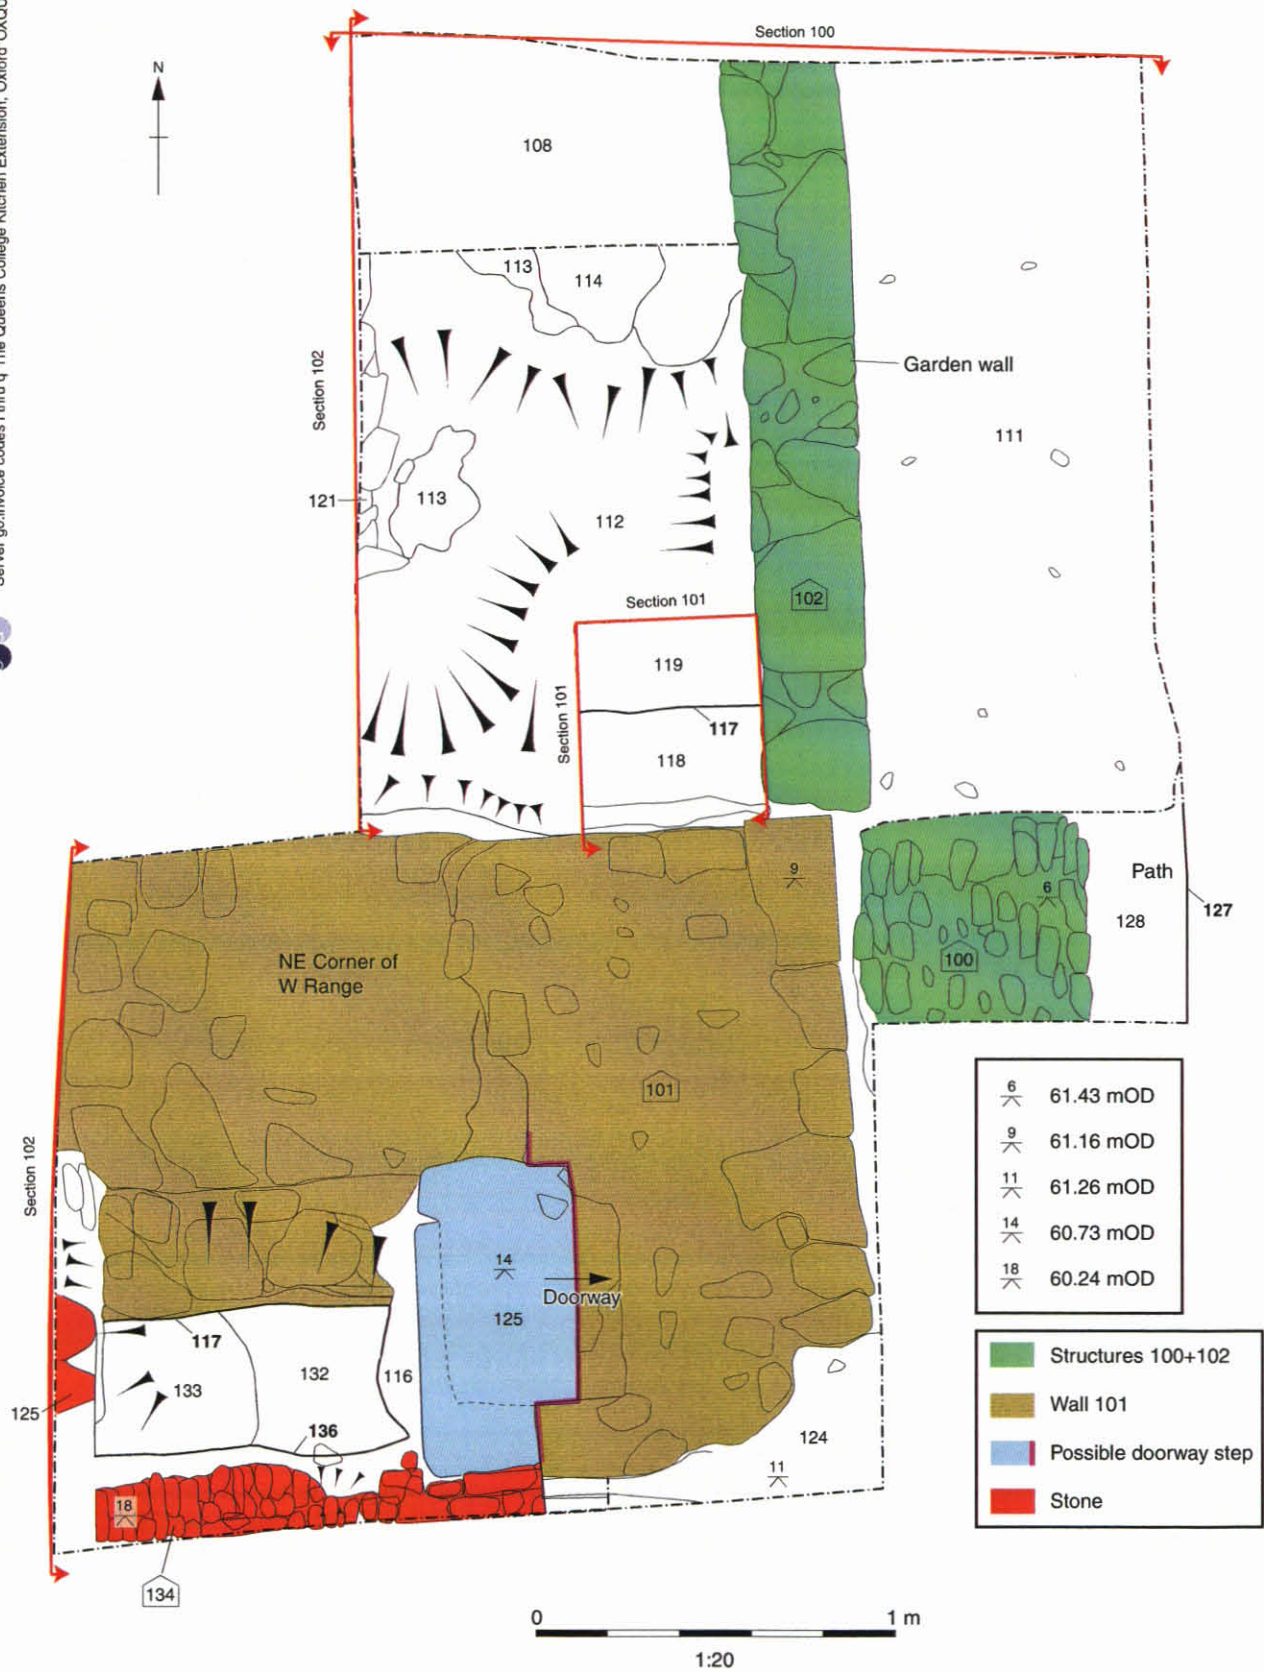 Section 100
N
108
113
114
Section 102
Garden wall
111
121
113
112
102
Section 101
119
Section 101
117
118
9
Path
6
128
127
NE Corner of
W Range
100
101
6 61.43 mOD
9 61.16 mOD
11 61.26 mOD
14 60.73 mOD
18 60.24 mOD
Section 102
14
Doorway
125
117
132
116
133
125
136
124
11
18
134
Structures 100+102
Wall 101
Possible doorway step
Stone
0 1 m
1:20